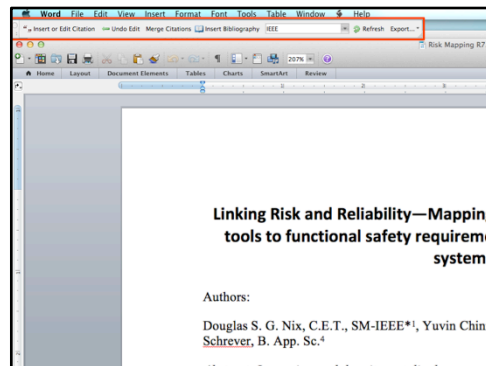 Word File Edit View Insert Format Font Tools Table Window Help
Insert or Edit Citation Undo Edit Merge Citations Insert Bibliography IEEE Refresh Export...
Risk Mapping R7
207%
Home Layout Document Elements Tables Charts SmartArt Review
Linking Risk and Reliability—Mapping
tools to functional safety requirem
system
Authors:
Douglas S. G. Nix, C.E.T., SM-IEEE*1, Yuvin Chin
Schrever, B. App. Sc.4